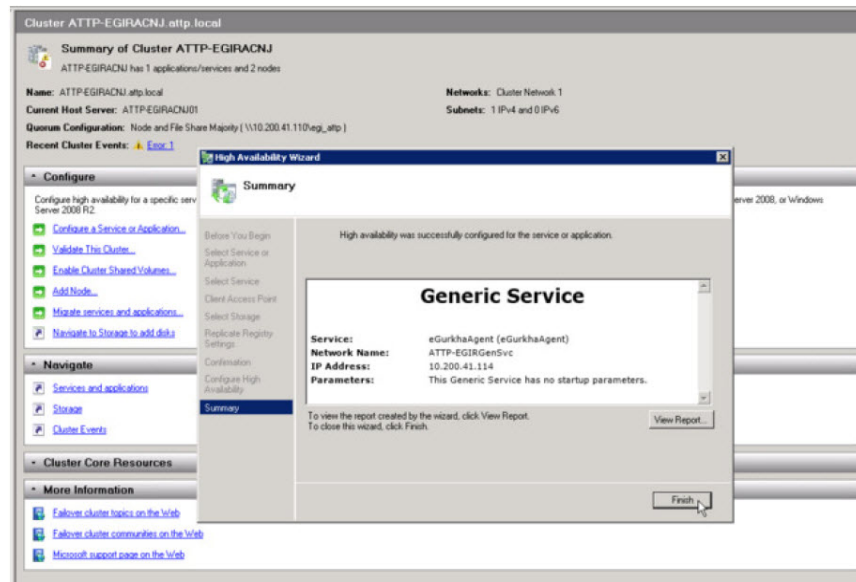 Cluster ATTP-EGIRACNJ.attp.local
Summary of Cluster ATTP-EGIRACNJ
ATTP-EGIRACNJ has 1 applications/services and 2 nodes
Name: ATTP-EGIRACNJ.attp.local
Networks: Cluster Network 1
Current Host Server: ATTP-EGIRACNJ01
Subnets: 1 IPv4 and 0 IPv6
Quorum Configuration: Node and File Share Majority (\\10.200.41.110\egi_attp)
Recent Cluster Events: Error: 1
Configure
Configure high availability for a specific serv
erver 2008, or Windows
Server 2008 R2.
Configure a Service or Application...
Validate This Cluster...
Enable Cluster Shared Volumes...
Add Node...
Migrate services and applications...
Navigate to Storage to add disks
Navigate
Services and applications
Storage
Cluster Events
Cluster Core Resources
More Information
Failover cluster topics on the Web
Failover cluster communities on the Web
Microsoft support page on the Web
High Availability Wizard
Summary
Before You Begin
Select Service or
Application
Select Service
Client Access Point
Select Storage
Replicate Registry
Settings
Confirmation
Configure High
Availability
Summary
High availability was successfully configured for the service or application.
Generic Service
Service: eGurkhaAgent (eGurkhaAgent)
Network Name: ATTP-EGIRGenSvc
IP Address: 10.200.41.114
Parameters: This Generic Service has no startup parameters.
To view the report created by the wizard, click View Report.
To close this wizard, click Finish.
View Report...
Finish